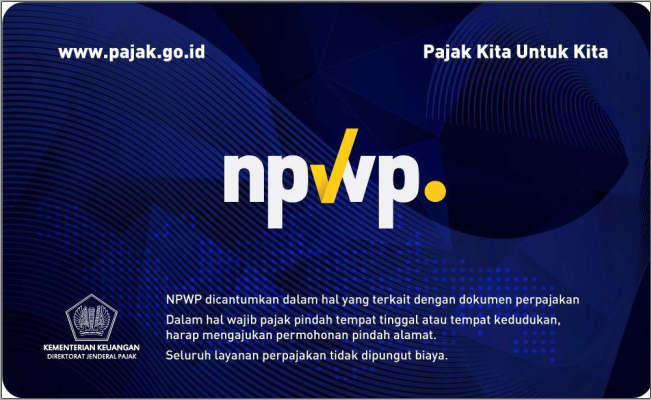 www.pajak.go.id
Pajak Kita Untuk Kita
npwp.
NPWP dicantumkan dalam hal yang terkait dengan dokumen perpajakan
Dalam hal wajib pajak pindah tempat tinggal atau tempat kedudukan,
harap mengajukan permohonan pindah alamat.
Seluruh layanan perpajakan tidak dipungut biaya.
KEMENTERIAN KEUANGAN
DIREKTORAT JENDERAL PAJAK